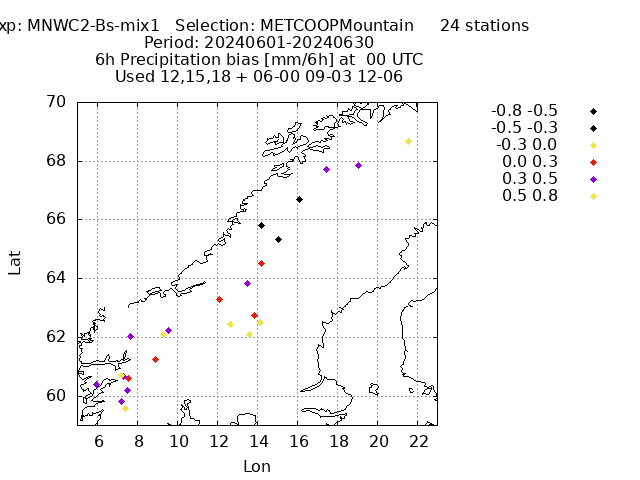 xp: MNWC2-Bs-mix1 Selection: METCOOPMountain 24 stations
Period: 20240601-20240630
6h Precipitation bias [mm/6h] at 00 UTC
Used 12,15,18 + 06-00 09-03 12-06
70
68
66
64
62
60
Lat
6 8 10 12 14 16 18 20 22
Lon
-0.8 -0.5
-0.5 -0.3
-0.3 0.0
0.0 0.3
0.3 0.5
0.5 0.8